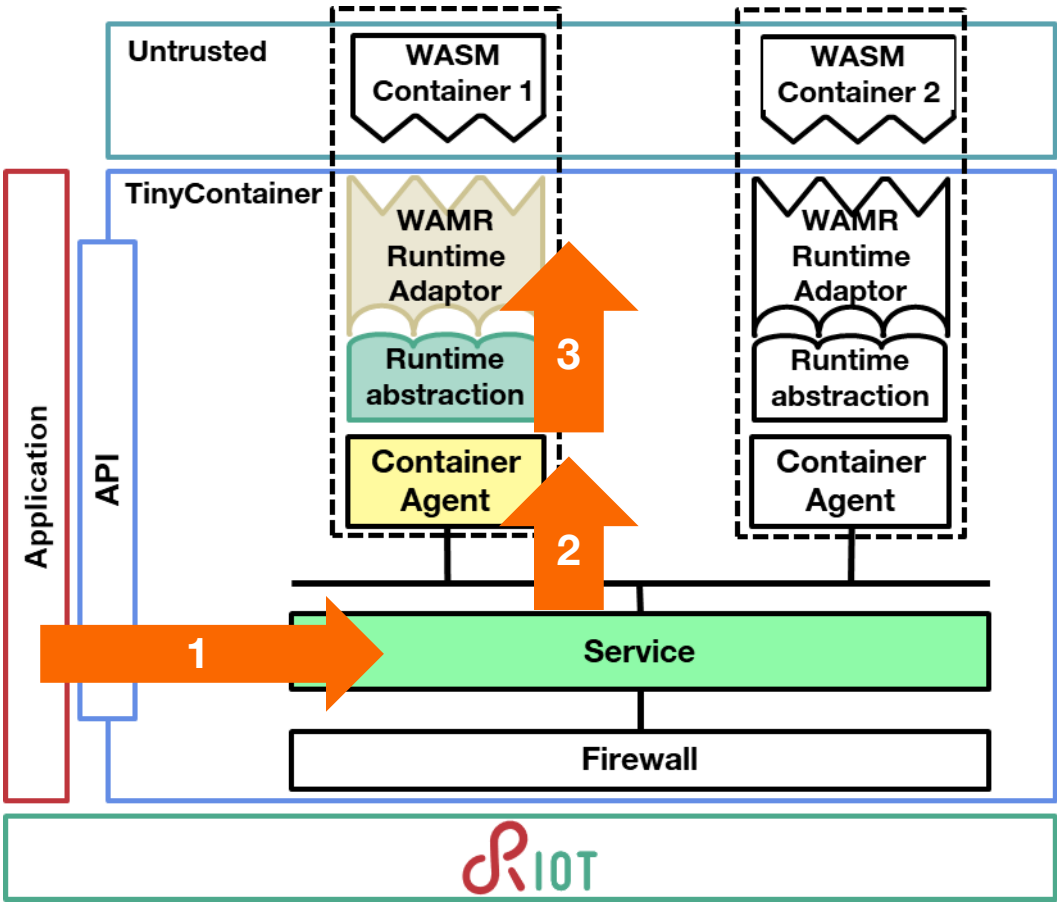 Untrusted
WASM
Container 1
WASM
Container 2
TinyContainer
WAMR
Runtime
Adaptor
WAMR
Runtime
Adaptor
3
Runtime
abstraction
Runtime
abstraction
Application
API
Container
Agent
Container
Agent
2
1
Service
Firewall
RIOT